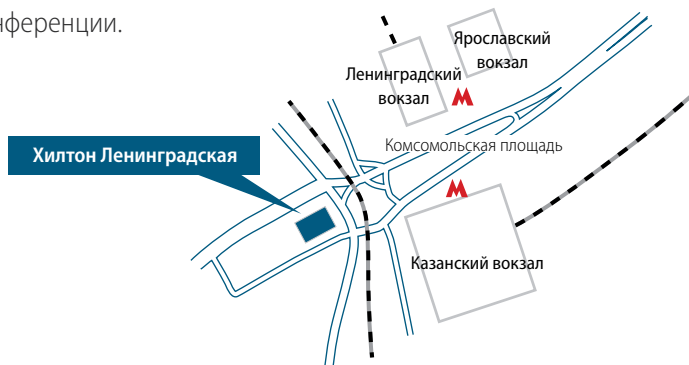 нференции.
Ярославский
вокзал
Ленинградский
вокзал
М
Комсомольская площадь
Хилтон Ленинградская
М
Казанский вокзал